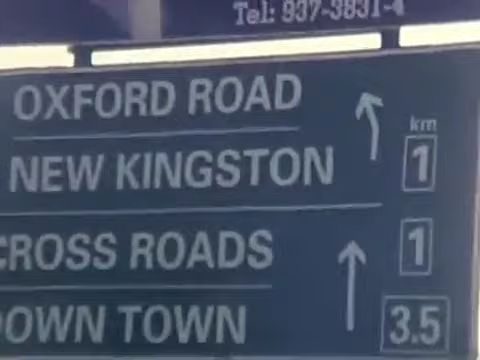 Tel: 937-3831-4
OXFORD ROAD
km
NEW KINGSTON 1
CROSS ROADS 1
DOWN TOWN 3.5